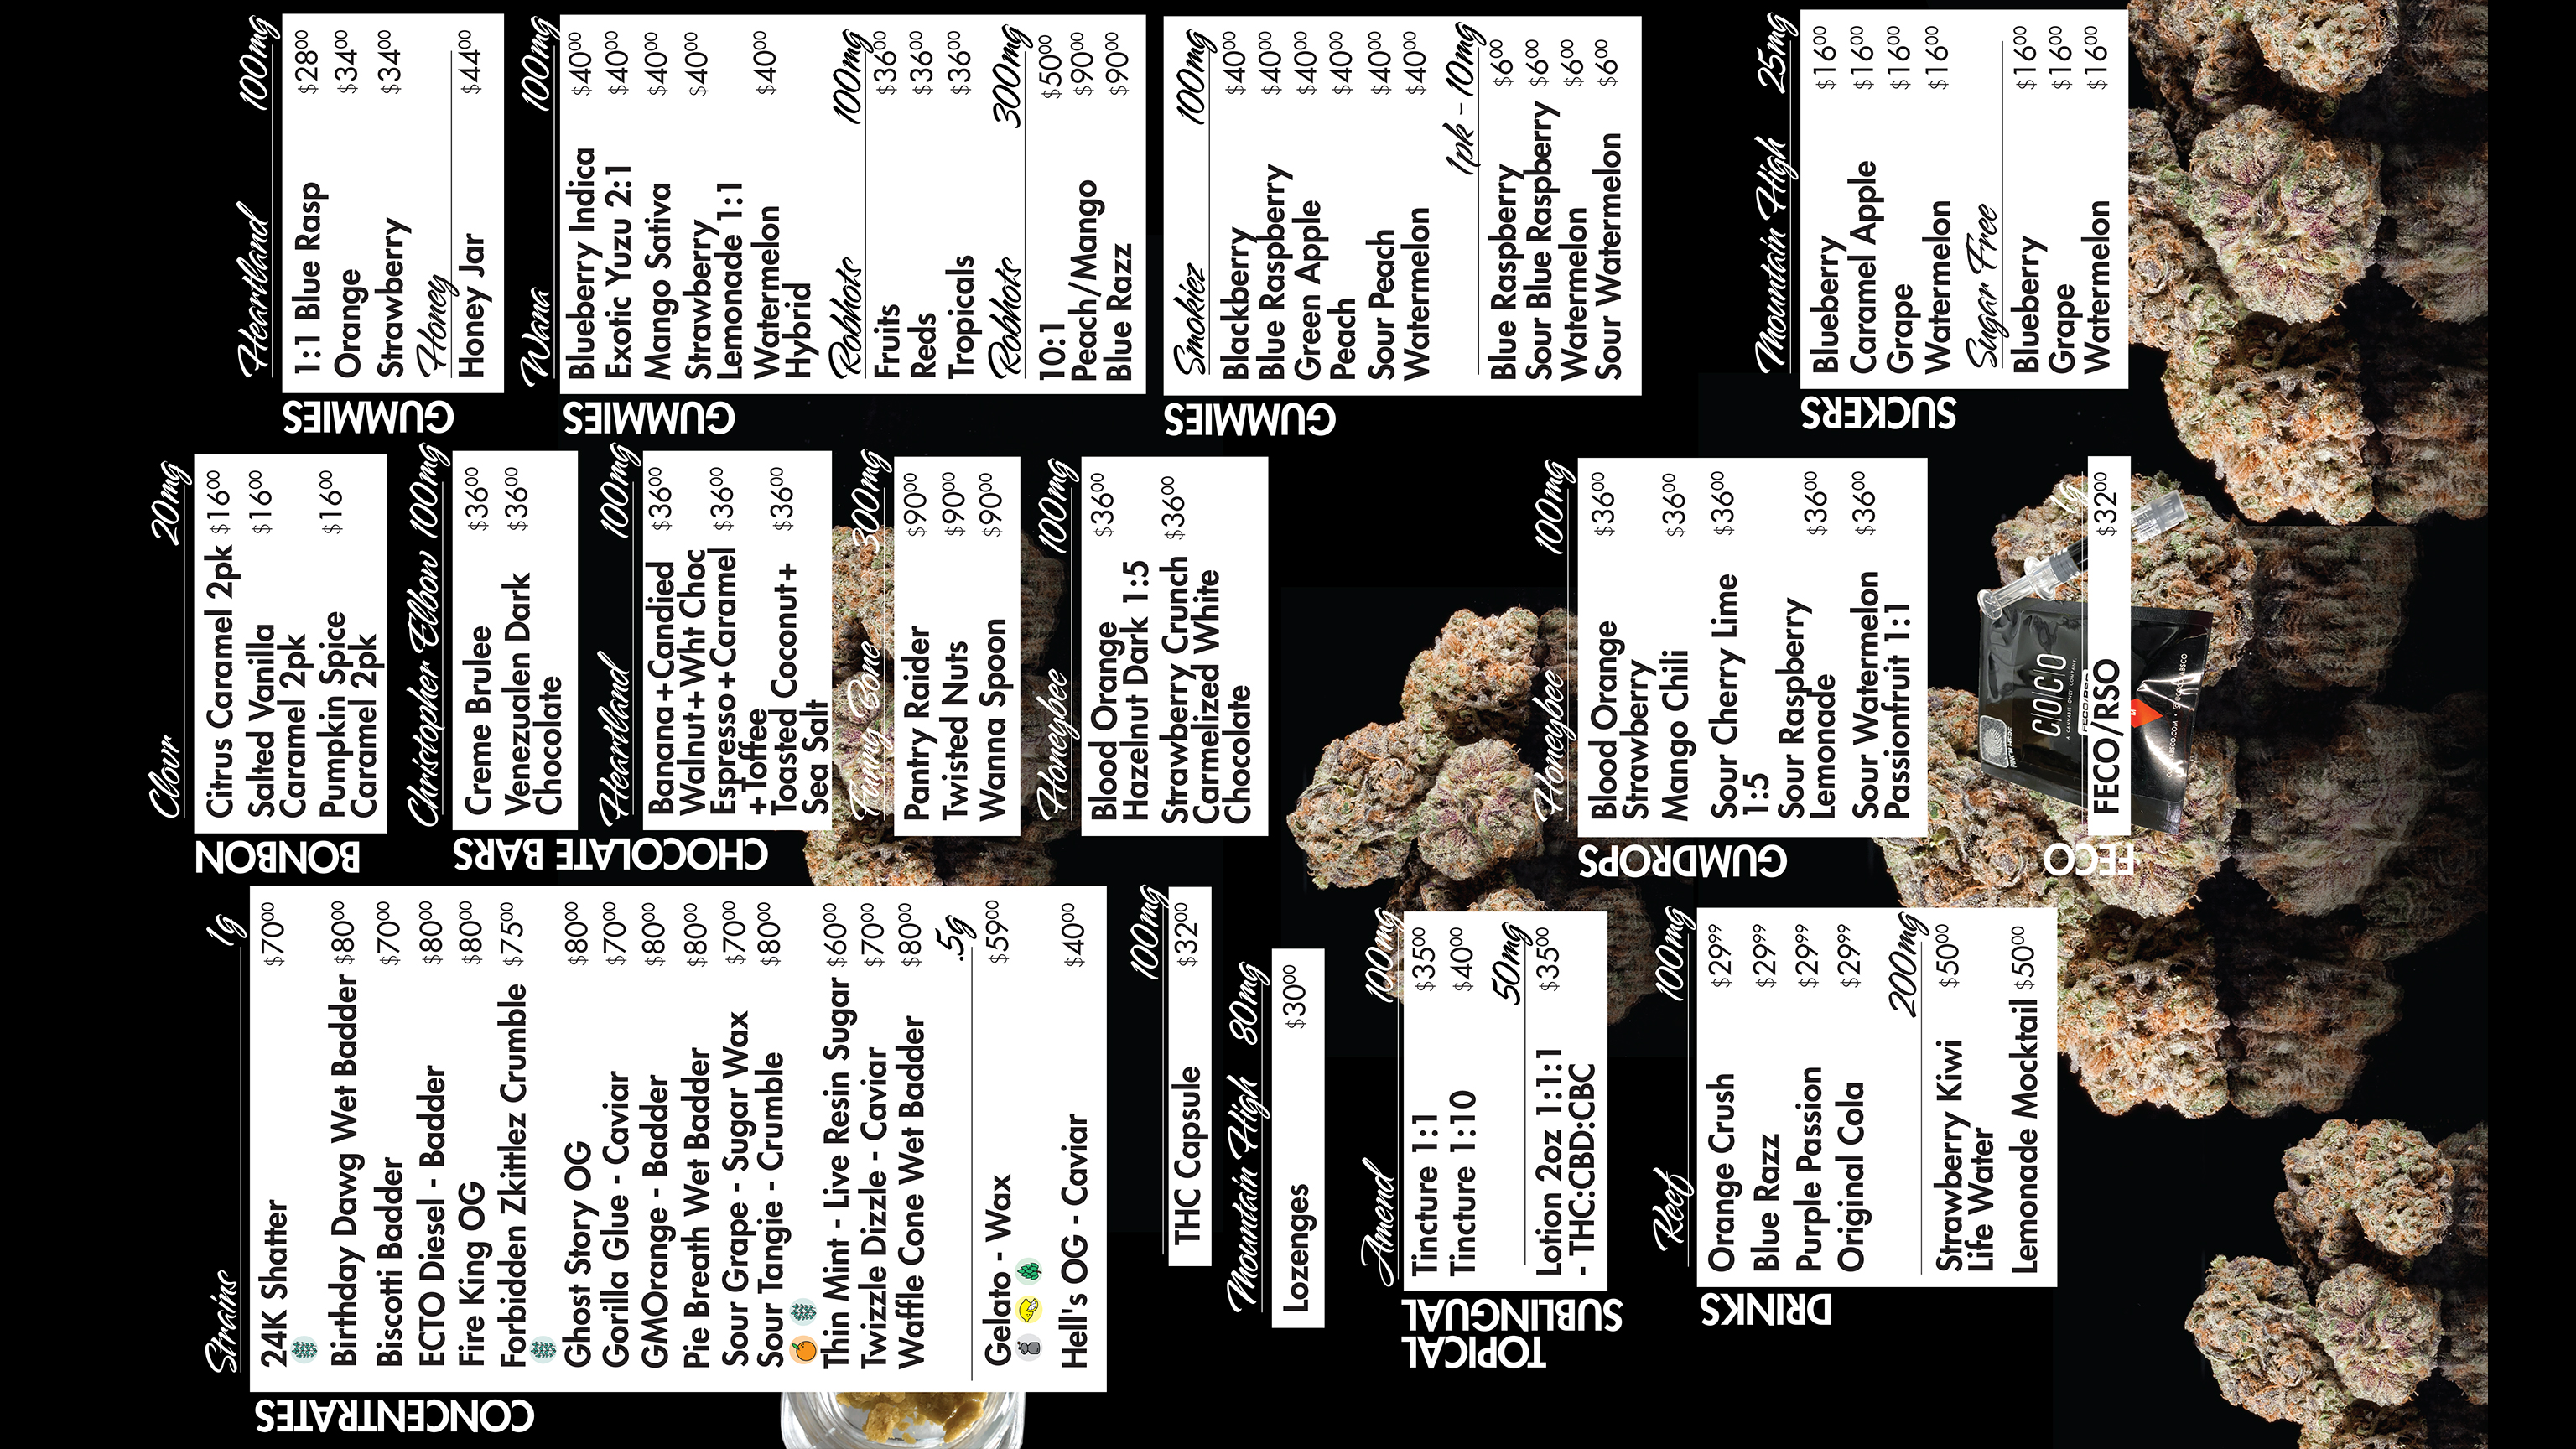 CONCENTRATES
Strains 1g
24K Shatter $70.00
Birthday Dawg Wet Badder $80.00
Biscotti Badder $70.00
ECTO Diesel - Badder $80.00
Fire King OG $80.00
Forbidden Zkittlez Crumble $75.00
Ghost Story OG $80.00
Gorilla Glue - Caviar $70.00
GMOrange - Badder $80.00
Pie Breath Wet Badder $80.00
Sour Grape - Sugar Wax $70.00
Sour Tangie - Crumble $80.00
Thin Mint - Live Resin Sugar $60.00
Twizzle Dizzle - Caviar $70.00
Waffle Cone Wet Badder $80.00
.5g
Gelato - Wax $59.00
Hell's OG - Caviar $40.00
100mg
THC Capsule $32.00
Mountain High 80mg
Lozenges $30.00
TOPICAL
SUBLINGUAL
Amend 100mg
Tincture 1:1 $35.00
Tincture 1:10 $40.00
50mg
Lotion 2oz 1:1:1 $35.00
- THC:CBD:CBC
DRINKS
Keef 100mg
Orange Crush $29.99
Blue Razz $29.99
Purple Passion $29.99
Original Cola $29.99
200mg
Strawberry Kiwi $50.00
Life Water
Lemonade Mocktail $50.00
BONBON
Clovr 20mg
Citrus Caramel 2pk $16.00
Salted Vanilla $16.00
Caramel 2pk
Pumpkin Spice $16.00
Caramel 2pk
CHOCOLATE BARS
Christopher Elbow 100mg
Creme Brulee $36.00
Venezualen Dark $36.00
Chocolate
Heartland 100mg
Banana+Candied $36.00
Walnut+Wht Choc
Espresso+Caramel $36.00
+Toffee
Toasted Coconut+ $36.00
Sea Salt
Funny Bone 300mg
Pantry Raider $90.00
Twisted Nuts $90.00
Wanna Spoon $90.00
Honeybee 100mg
Blood Orange $36.00
Hazelnut Dark 1:5
Strawberry Crunch $36.00
Carmelized White
Chocolate
GUMDROPS
Honeybee 100mg
Blood Orange $36.00
Strawberry
Mango Chili $36.00
Sour Cherry Lime $36.00
1:5
Sour Raspberry $36.00
Lemonade
Sour Watermelon $36.00
Passionfruit 1:1
FECO
1g
FECO/RSO $32.00
C|O|C|O
A CANNABIS ONLY COMPANY
GUMMIES
Heartland 100mg
1:1 Blue Rasp $28.00
Orange $34.00
Strawberry $34.00
Honey
Honey Jar $44.00
GUMMIES
Wana 100mg
Blueberry Indica $40.00
Exotic Yuzu 2:1 $40.00
Mango Sativa $40.00
Strawberry $40.00
Lemonade 1:1
Watermelon $40.00
Hybrid
Robhots 100mg
Fruits $36.00
Reds $36.00
Tropicals $36.00
Robhots 300mg
10:1 $50.00
Peach/Mango $90.00
Blue Razz $90.00
GUMMIES
Smokiez 100mg
Blackberry $40.00
Blue Raspberry $40.00
Green Apple $40.00
Peach $40.00
Sour Peach $40.00
Watermelon $40.00
1pk - 10mg
Blue Raspberry $6.00
Sour Blue Raspberry $6.00
Watermelon $6.00
Sour Watermelon $6.00
SUCKERS
Mountain High 25mg
Blueberry $16.00
Caramel Apple $16.00
Grape $16.00
Watermelon $16.00
Sugar Free
Blueberry $16.00
Grape $16.00
Watermelon $16.00